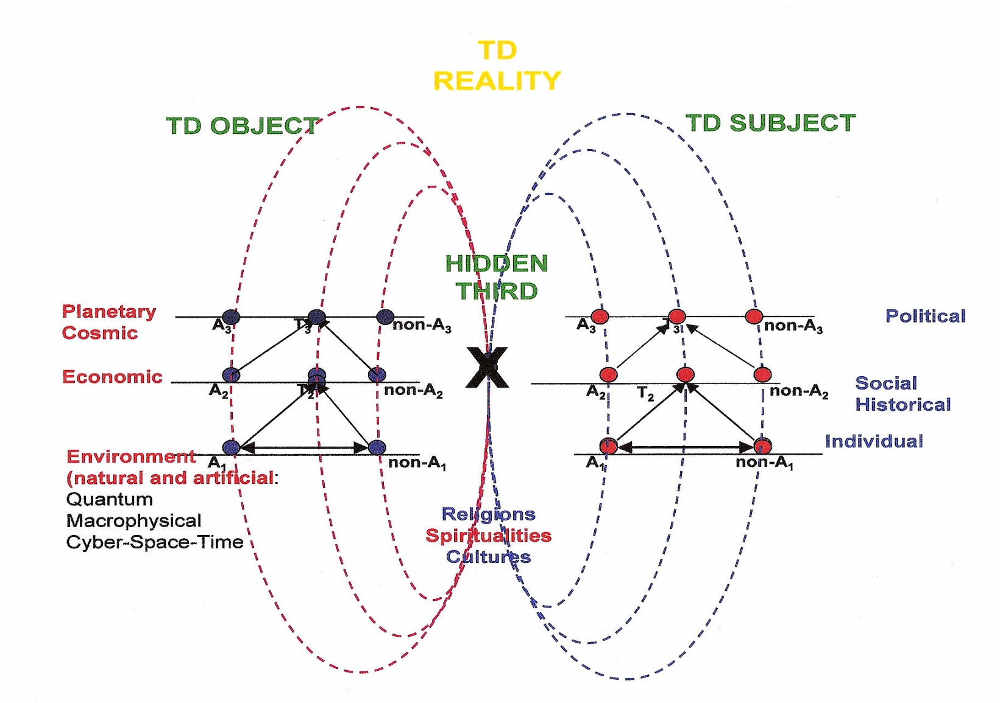 TD
REALITY
TD OBJECT
TD SUBJECT
HIDDEN
THIRD
Planetary
Cosmic
A3 T3 non-A3
A3 T3 non-A3
Political
Economic
A2 T2 non-A2
A2 T2 non-A2
Social
Historical
X
Environment
(natural and artificial:
Quantum
Macrophysical
Cyber-Space-Time
A1 non-A1
A1 non-A1
Individual
Religions
Spiritualities
Cultures